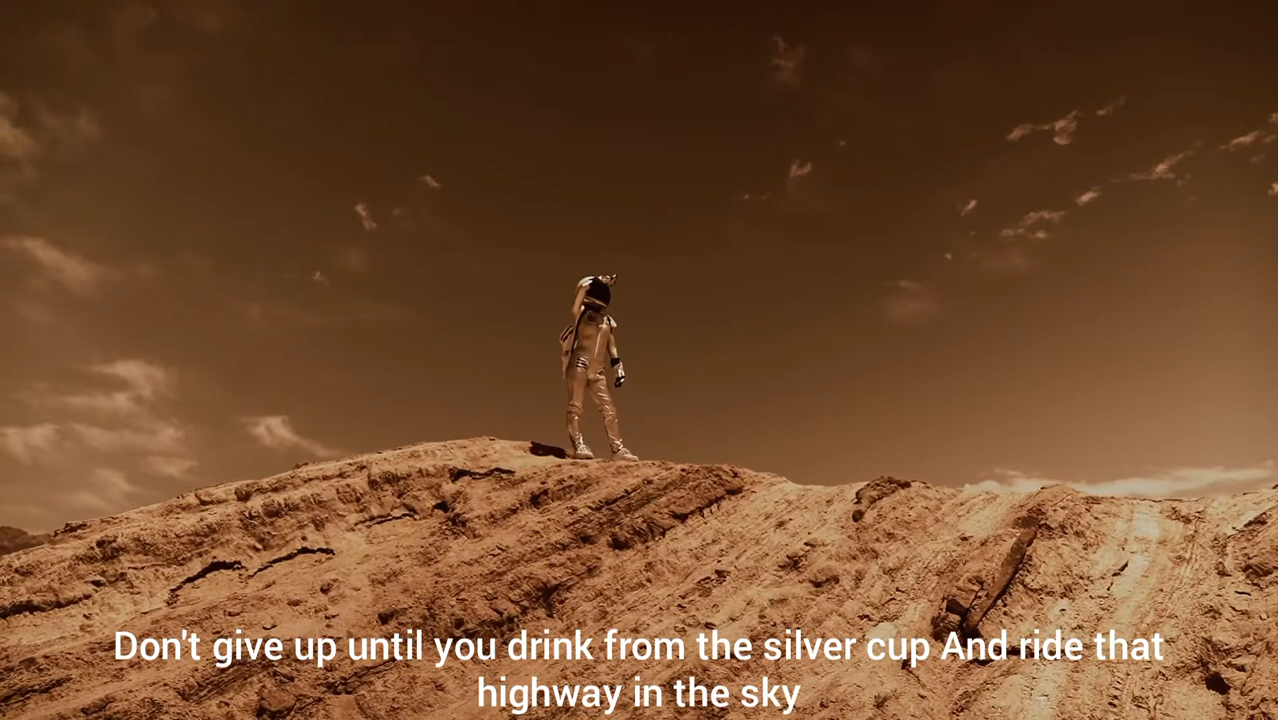 Don't give up until you drink from the silver cup And ride that
highway in the sky